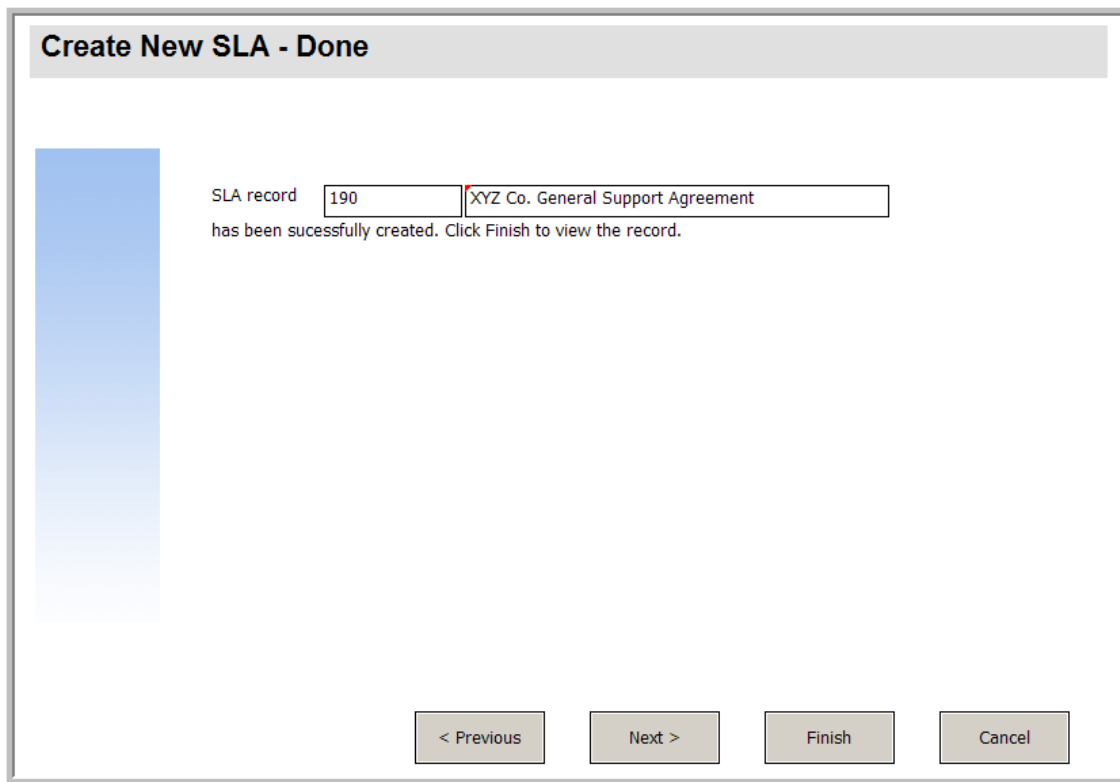 Create New SLA - Done
SLA record 190 XYZ Co. General Support Agreement
has been sucessfully created. Click Finish to view the record.
< Previous Next > Finish Cancel